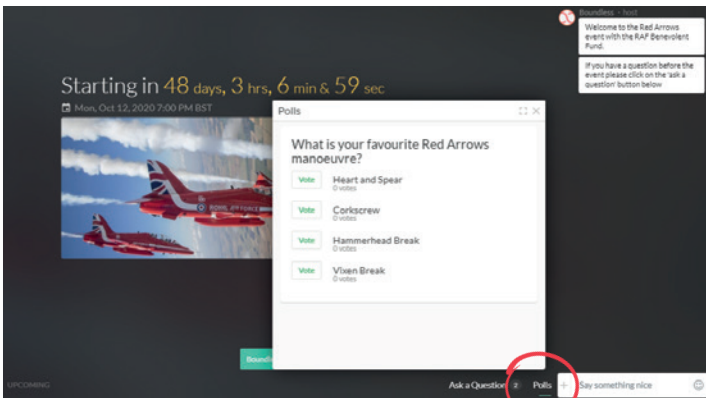 Boundless - host
Welcome to the Red Arrows
event with the RAF Benevolent
Fund.
If you have a question before the
event please click on the 'ask a
question' button below
Starting in 48 days, 3 hrs, 6 min & 59 sec
Mon, Oct 12, 2020 7:00 PM BST
ROYAL AIR FORCE
Polls
What is your favourite Red Arrows
manoeuvre?
Vote Heart and Spear
0 votes
Vote Corkscrew
0 votes
Vote Hammerhead Break
0 votes
Vote Vixen Break
0 votes
Boundl
UPCOMING
Ask a Question 2 Polls + Say something nice